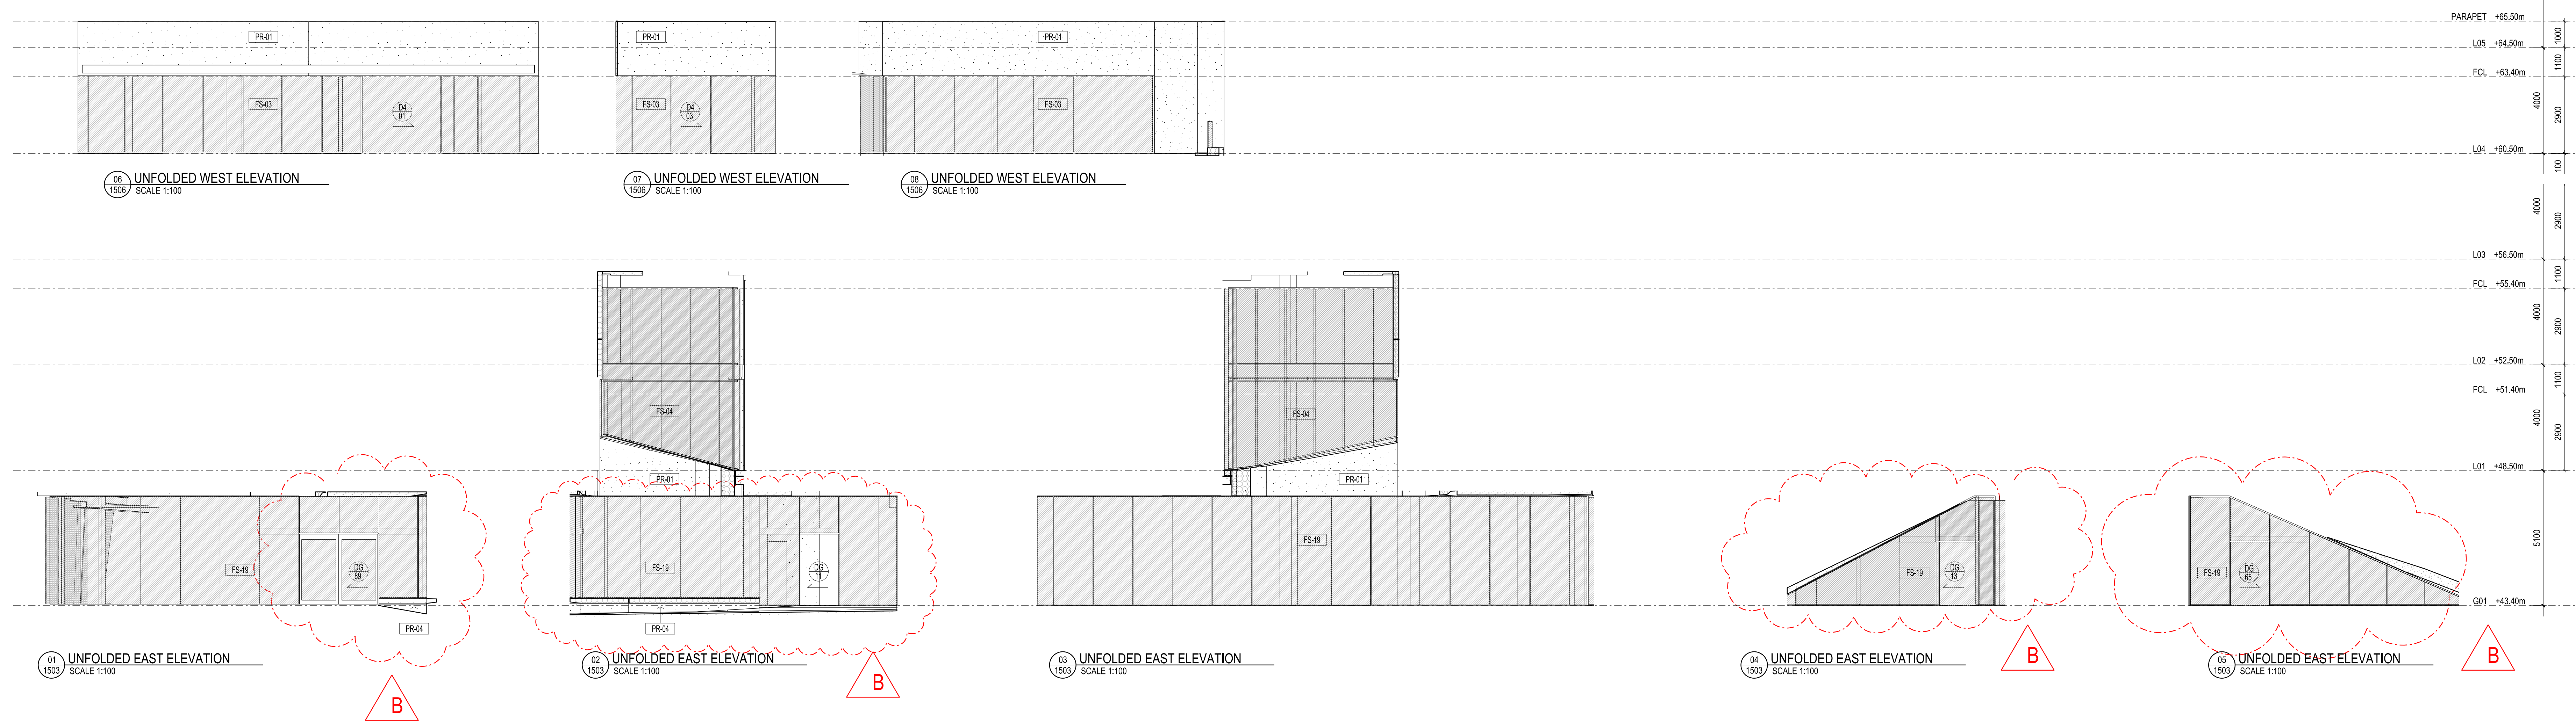 PARAPET +65,50m
1000
L05 +64,50m
1100
FCL +63,40m
4000
2900
L04 +60,50m
1100
PR-01
PR-01
PR-01
FS-03
D4
01
FS-03
D4
03
FS-03
06
1506
UNFOLDED WEST ELEVATION
SCALE 1:100
07
1506
UNFOLDED WEST ELEVATION
SCALE 1:100
08
1506
UNFOLDED WEST ELEVATION
SCALE 1:100
4000
2900
L03 +56,50m
1100
FCL +55,40m
4000
2900
L02 +52,50m
1100
FCL +51,40m
4000
2900
L01 +48,50m
5100
G01 +43,40m
FS-04
FS-04
PR-01
PR-01
FS-19
DG
89
PR-04
FS-19
DG
11
PR-04
FS-19
FS-19
DG
13
FS-19
DG
65
01
1503
UNFOLDED EAST ELEVATION
SCALE 1:100
B
02
1503
UNFOLDED EAST ELEVATION
SCALE 1:100
B
03
1503
UNFOLDED EAST ELEVATION
SCALE 1:100
04
1503
UNFOLDED EAST ELEVATION
SCALE 1:100
B
05
1503
UNFOLDED EAST ELEVATION
SCALE 1:100
B